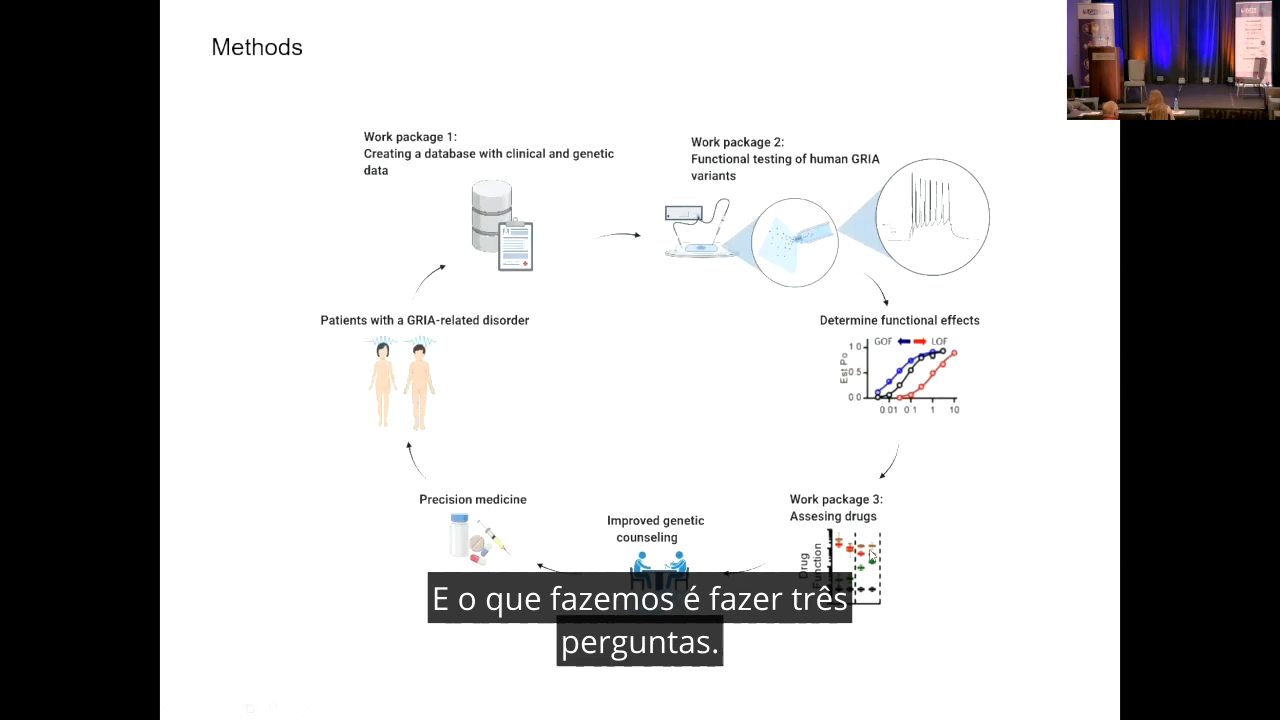 Methods
Work package 1:
Creating a database with clinical and genetic
data
Work package 2:
Functional testing of human GRIA
variants
Patients with a GRIA-related disorder
Determine functional effects
GOF
LOF
Est Po
1 0
0.5
0.0
0 01 0.1 1 10
Precision medicine
Improved genetic
counseling
Work package 3:
Assesing drugs
Drug
Function
E o que fazemos é fazer três
perguntas.